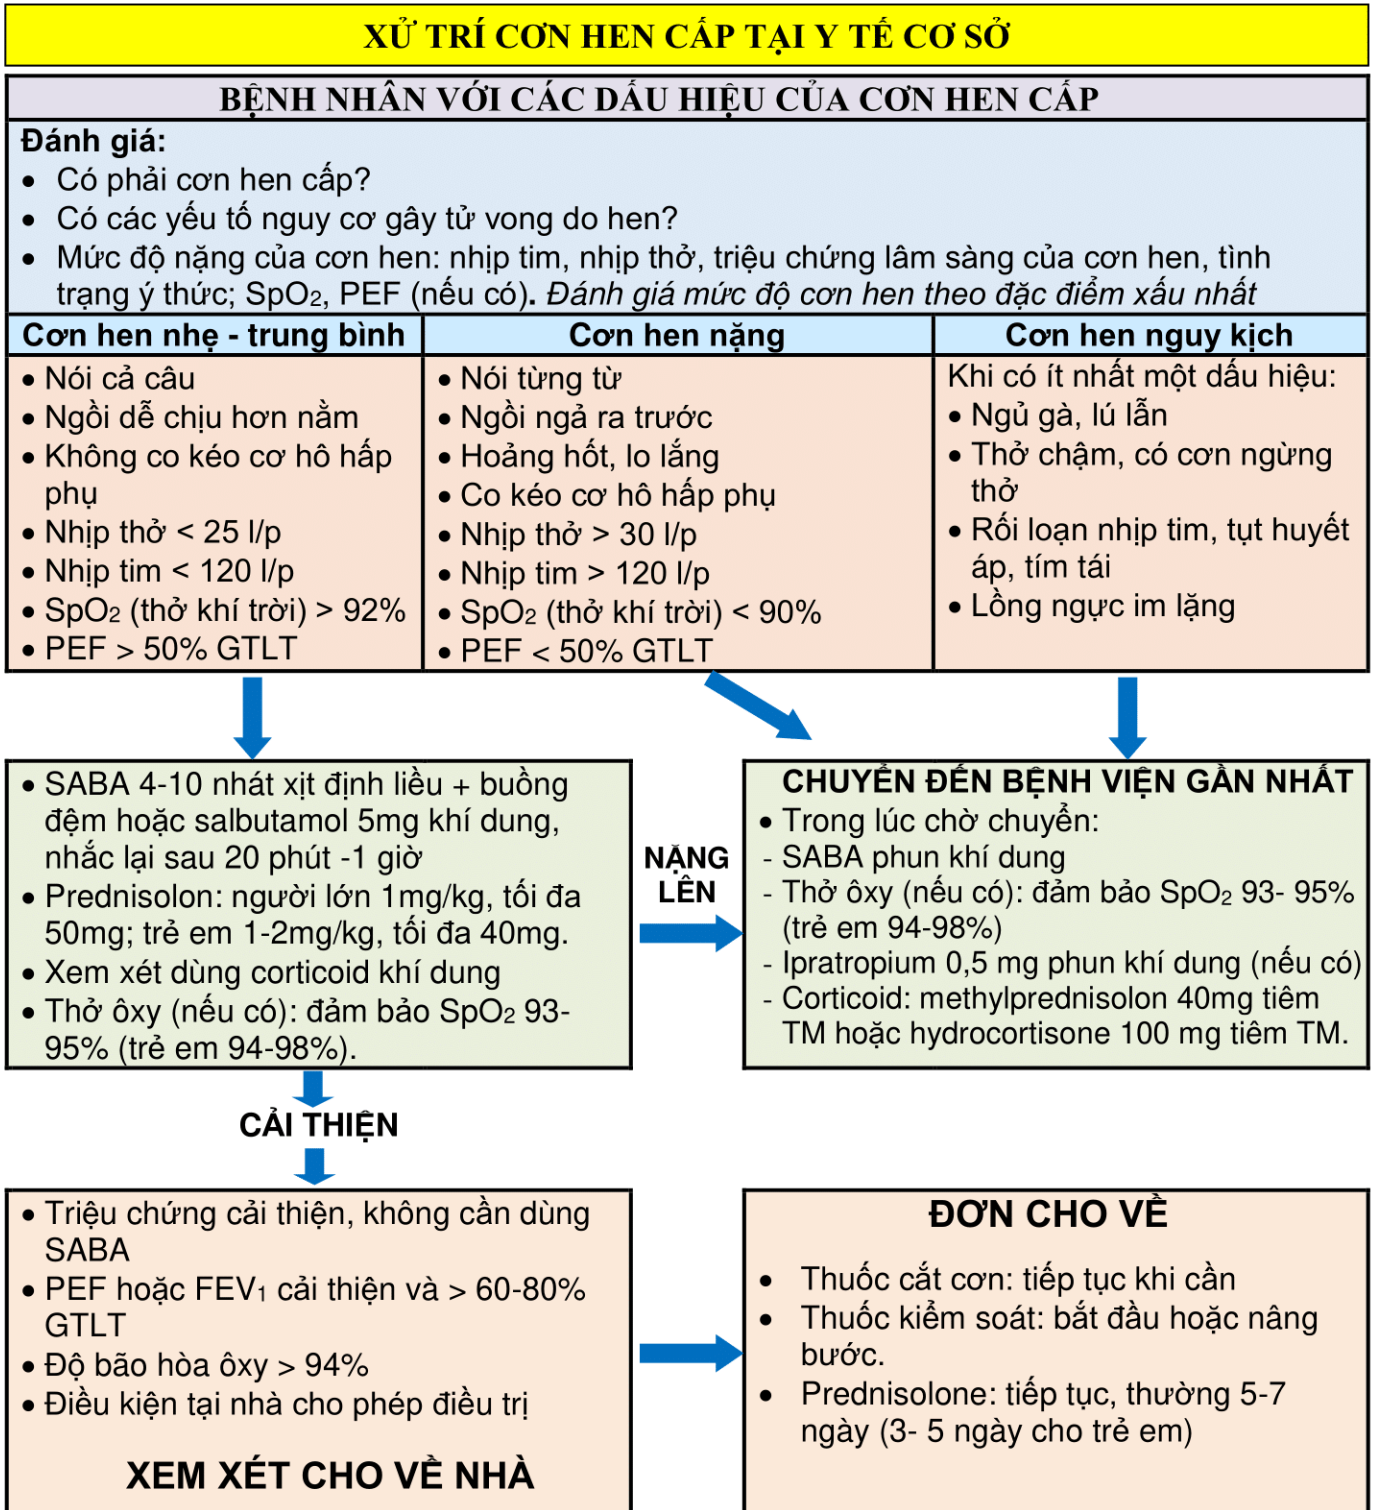 XỬ TRÍ CƠN HEN CẤP TẠI Y TẾ CƠ SỞ
BỆNH NHÂN VỚI CÁC DẤU HIỆU CỦA CƠN HEN CẤP
Đánh giá:
• Có phải cơn hen cấp?
• Có các yếu tố nguy cơ gây tử vong do hen?
• Mức độ nặng của cơn hen: nhịp tim, nhịp thở, triệu chứng lâm sàng của cơn hen, tình
trạng ý thức; SpO₂, PEF (nếu có). Đánh giá mức độ cơn hen theo đặc điểm xấu nhất
Cơn hen nhẹ - trung bình
• Nói cả câu
• Ngồi dễ chịu hơn nằm
• Không co kéo cơ hô hấp
phụ
• Nhịp thở < 25 l/p
• Nhịp tim < 120 l/p
• SpO₂ (thở khí trời) > 92%
• PEF > 50% GTLT
Cơn hen nặng
• Nói từng từ
• Ngồi ngả ra trước
• Hoảng hốt, lo lắng
• Co kéo cơ hô hấp phụ
• Nhịp thở > 30 l/p
• Nhịp tim > 120 l/p
• SpO₂ (thở khí trời) < 90%
• PEF < 50% GTLT
Cơn hen nguy kịch
Khi có ít nhất một dấu hiệu:
• Ngủ gà, lú lẫn
• Thở chậm, có cơn ngừng
thở
• Rối loạn nhịp tim, tụt huyết
áp, tím tái
• Lồng ngực im lặng
• SABA 4-10 nhát xịt định liều + buồng
đệm hoặc salbutamol 5mg khí dung,
nhắc lại sau 20 phút -1 giờ
• Prednisolon: người lớn 1mg/kg, tối đa
50mg; trẻ em 1-2mg/kg, tối đa 40mg.
• Xem xét dùng corticoid khí dung
• Thở ôxy (nếu có): đảm bảo SpO₂ 93-
95% (trẻ em 94-98%).
NẶNG
LÊN
CHUYỂN ĐẾN BỆNH VIỆN GẦN NHẤT
• Trong lúc chờ chuyển:
- SABA phun khí dung
- Thở ôxy (nếu có): đảm bảo SpO₂ 93- 95%
(trẻ em 94-98%)
- Ipratropium 0,5 mg phun khí dung (nếu có)
- Corticoid: methylprednisolon 40mg tiêm
TM hoặc hydrocortisone 100 mg tiêm TM.
CẢI THIỆN
• Triệu chứng cải thiện, không cần dùng
SABA
• PEF hoặc FEV₁ cải thiện và > 60-80%
GTLT
• Độ bão hòa ôxy > 94%
• Điều kiện tại nhà cho phép điều trị
XEM XÉT CHO VỀ NHÀ
ĐƠN CHO VỀ
• Thuốc cắt cơn: tiếp tục khi cần
• Thuốc kiểm soát: bắt đầu hoặc nâng
bước.
• Prednisolone: tiếp tục, thường 5-7
ngày (3- 5 ngày cho trẻ em)